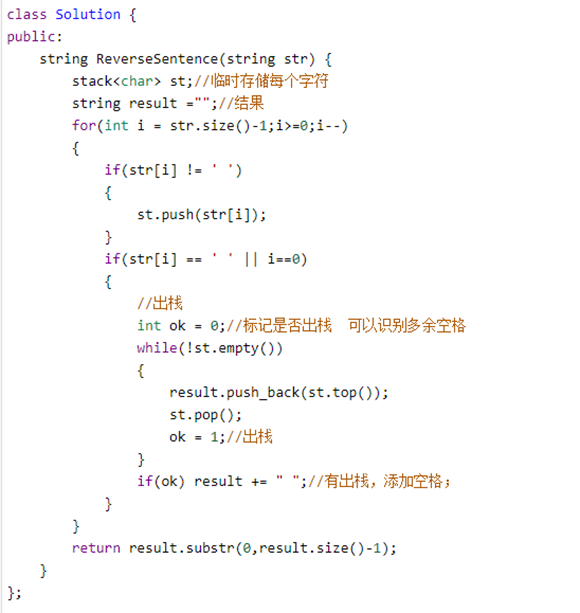 class Solution {
public:
    string ReverseSentence(string str) {
        stack<char> st;//临时存储每个字符
        string result ="";//结果
        for(int i = str.size()-1;i>=0;i--)
        {
            if(str[i] != ' ')
            {
                st.push(str[i]);
            }
            if(str[i] == ' ' || i==0)
            {
                //出栈
                int ok = 0;//标记是否出栈  可以识别多余空格
                while(!st.empty())
                {
                    result.push_back(st.top());
                    st.pop();
                    ok = 1;//出栈
                }
                if(ok) result += " ";//有出栈，添加空格；
            }
        }
        return result.substr(0,result.size()-1);
    }
};